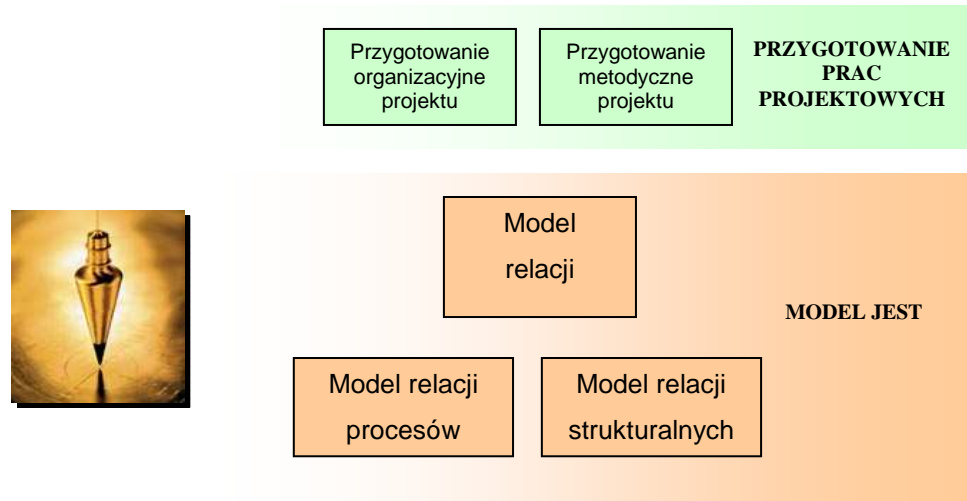 Przygotowanie
organizacyjne
projektu
Przygotowanie
metodyczne
projektu
PRZYGOTOWANIE
PRAC
PROJEKTOWYCH
Model
relacji
MODEL JEST
Model relacji
procesów
Model relacji
strukturalnych